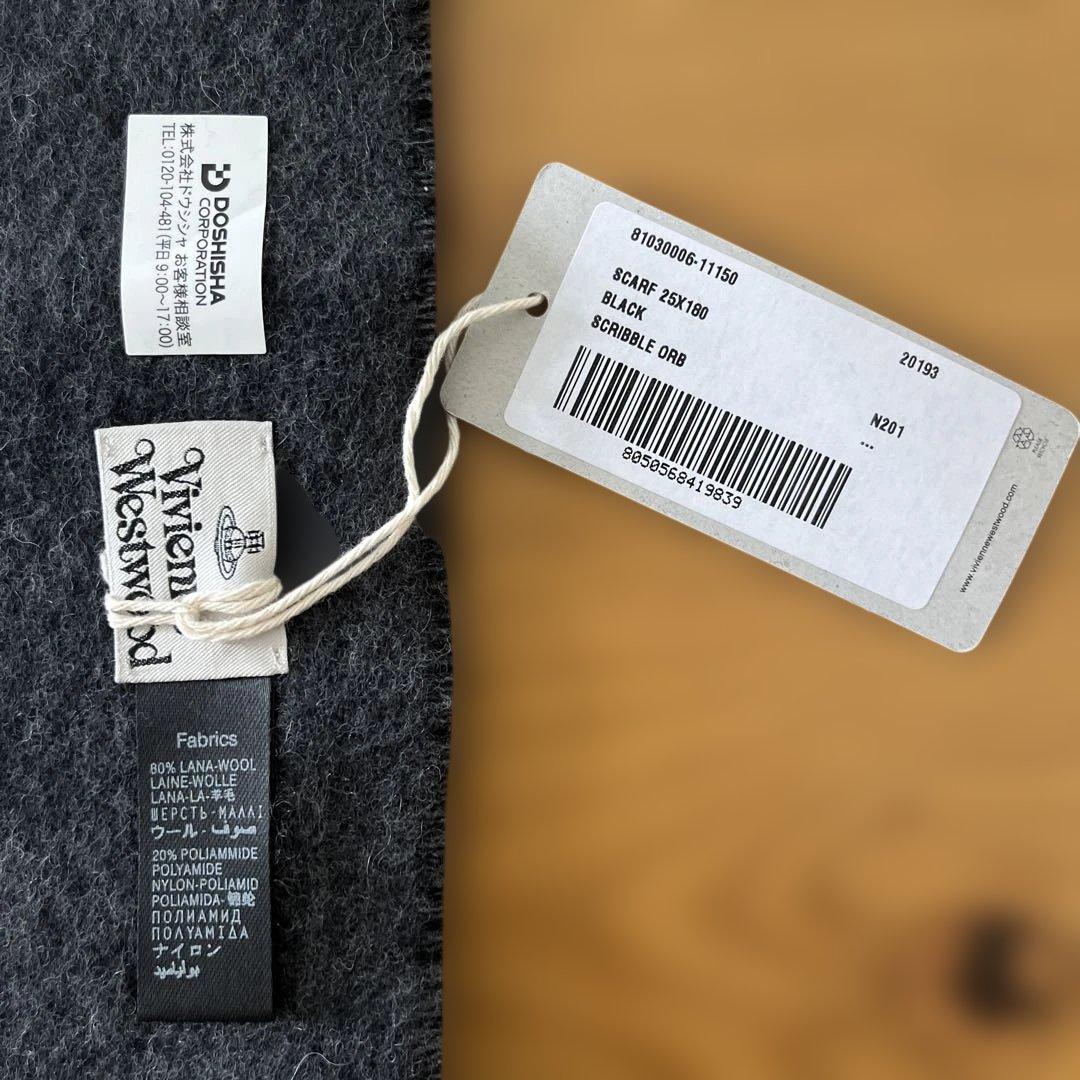 DOSHISHA
CORPORATION
株式会社ドウシシャ お客様相談室
TEL:0120-104-481(平日9:00~17:00)
Vivien
Westwood
Fabrics
80% LANA-WOOL
LAINE-WOLLE
LANA-LA-羊毛
ШЕРСТЬ-ΜΑΛΛΙ
ウール - صوف
20% POLIAMMIDE
POLYAMIDE
NYLON-POLIAMID
POLIAMIDA-锦纶
ПОЛИАМИД
ΠΟΛΥΑΜΙΔΑ
ナイロン
81030006-11150
SCARF 25X180
BLACK
SCRIBBLE ORB
20193
N201
...
8050568419839
www.viviennewestwood.com